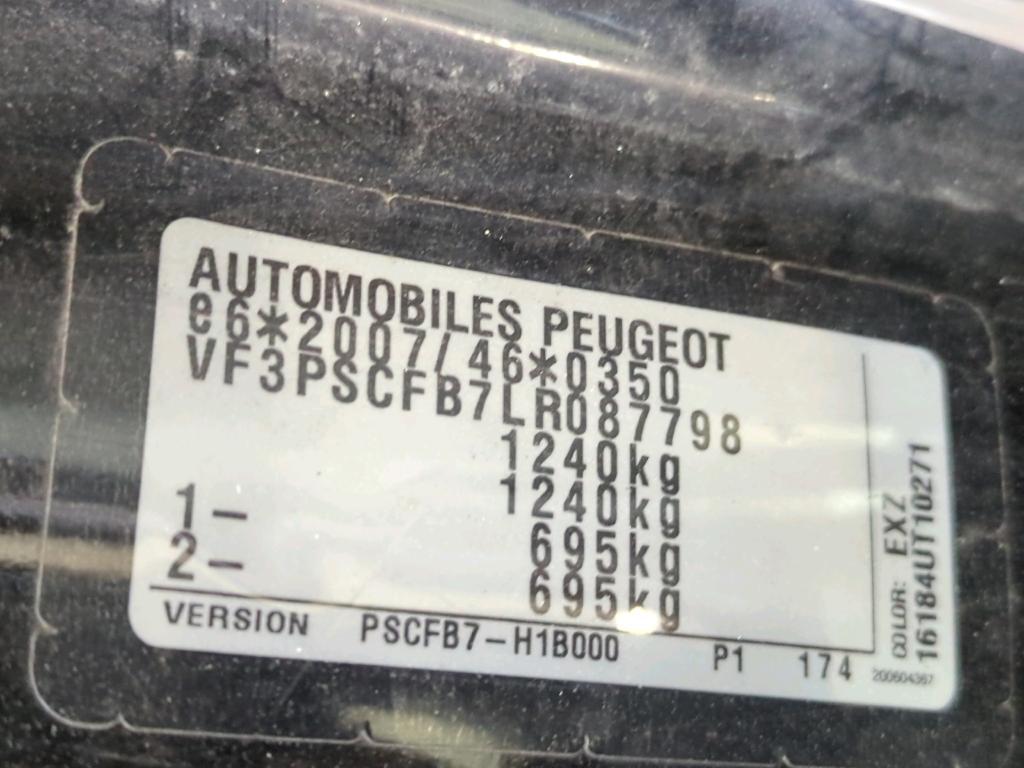 AUTOMOBILES PEUGEOT
e6*2007/46*0350
VF3PSCFB7LR087798
1240kg
1240kg
1- 695kg
2- 695kg
VERSION PSCFB7-H1B000 P1 174
COLOR: EXZ
16184UT10271
200604367